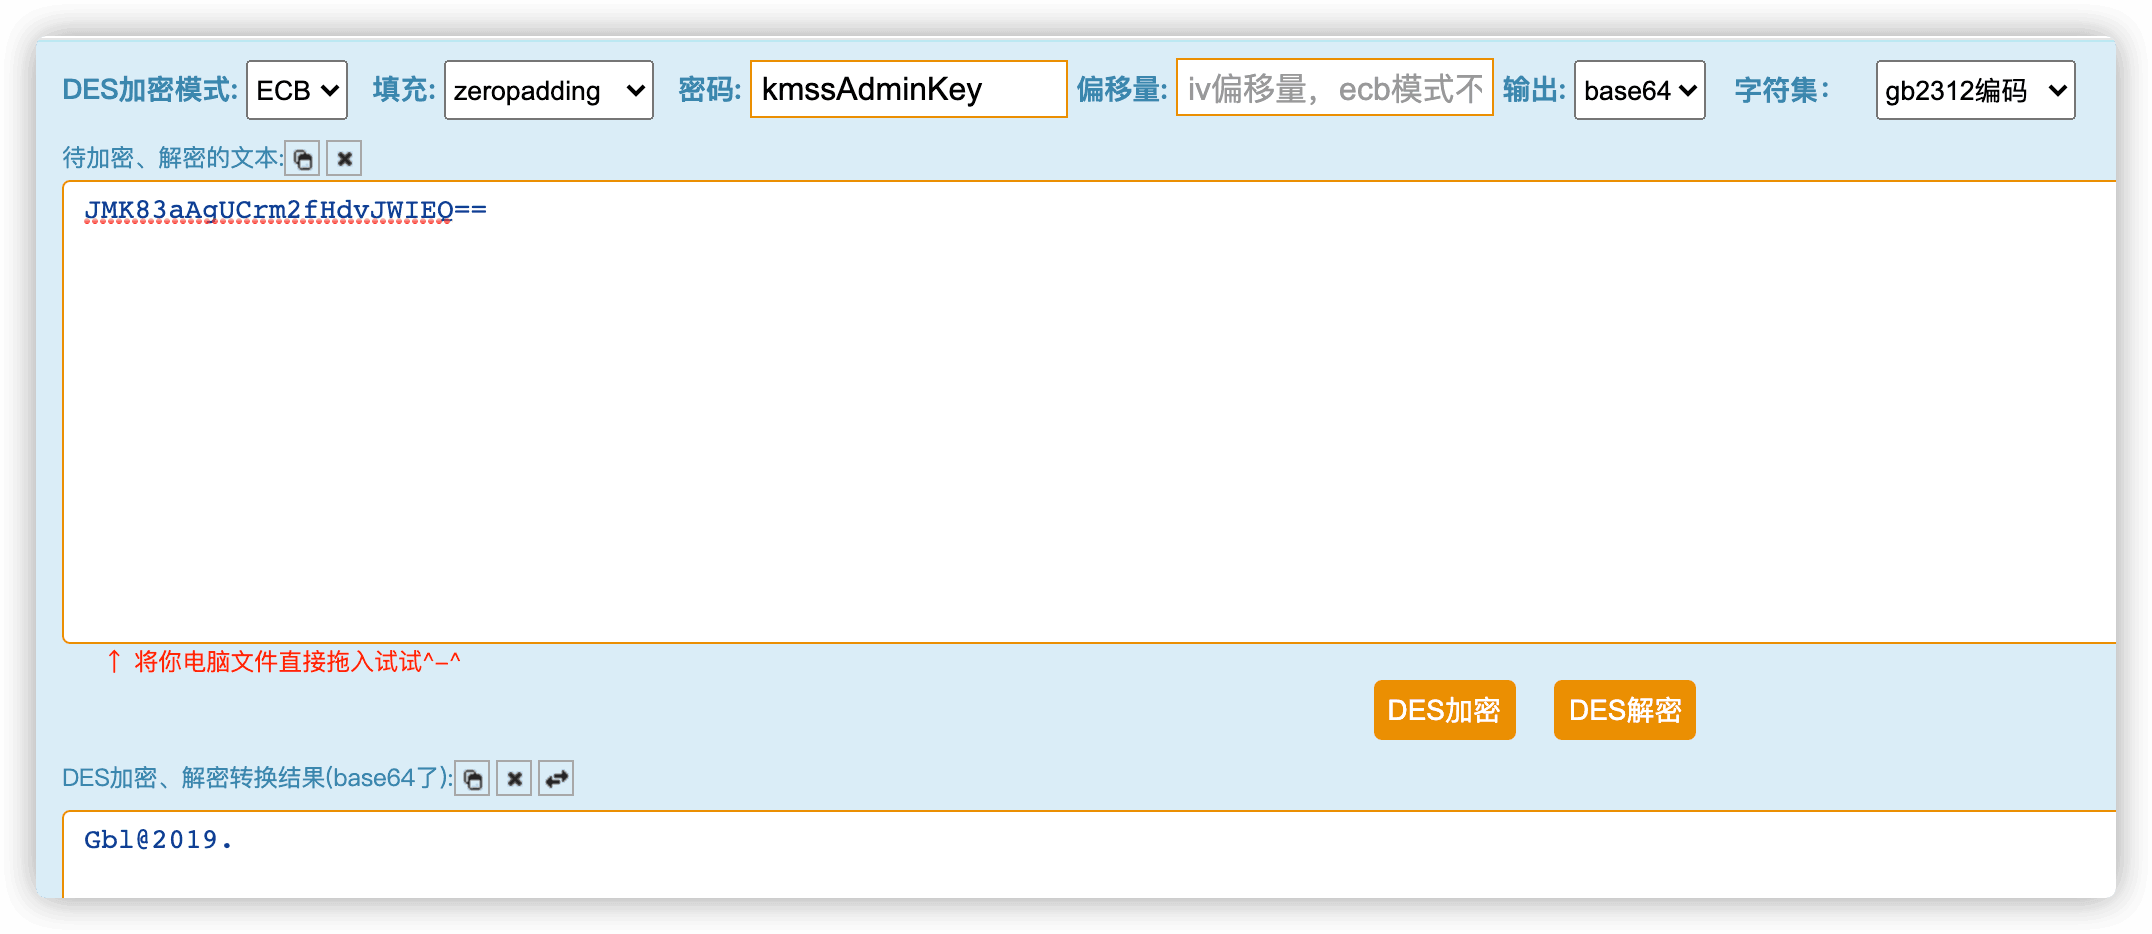 DES加密模式: ECB 填充: zeropadding 密码: kmssAdminKey 偏移量: iv偏移量，ecb模式不 输出: base64 字符集： gb2312编码
待加密、解密的文本:
JMK83aAqUCrm2fHdvJWIEQ==
↑ 将你电脑文件直接拖入试试^-^
DES加密 DES解密
DES加密、解密转换结果(base64了):
Gbl@2019.